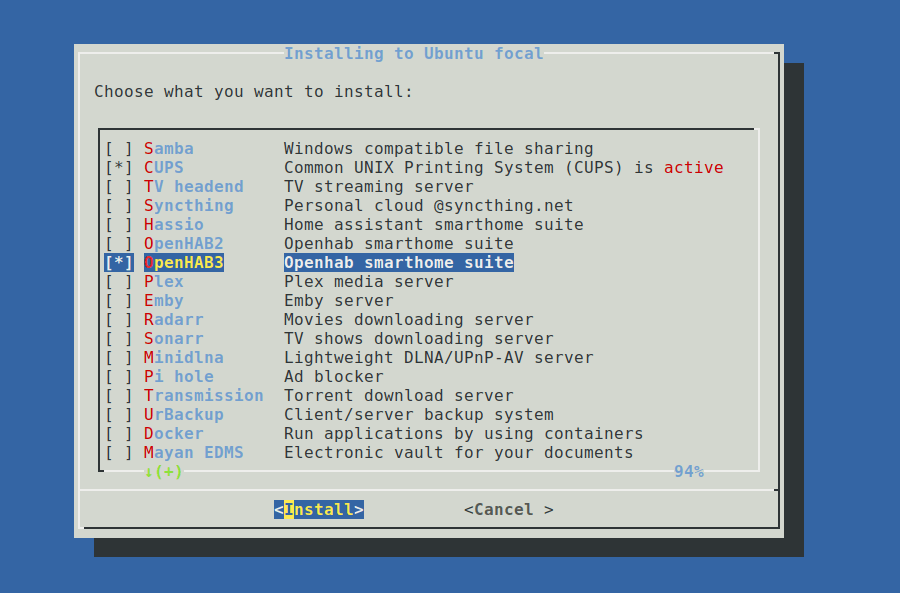 Installing to Ubuntu focal
Choose what you want to install:
[ ] Samba Windows compatible file sharing
[*] CUPS Common UNIX Printing System (CUPS) is active
[ ] TV headend TV streaming server
[ ] Syncthing Personal cloud @syncthing.net
[ ] Hassio Home assistant smarthome suite
[ ] OpenHAB2 Openhab smarthome suite
[*] OpenHAB3 Openhab smarthome suite
[ ] Plex Plex media server
[ ] Emby Emby server
[ ] Radarr Movies downloading server
[ ] Sonarr TV shows downloading server
[ ] Minidlna Lightweight DLNA/UPnP-AV server
[ ] Pi hole Ad blocker
[ ] Transmission Torrent download server
[ ] UrBackup Client/server backup system
[ ] Docker Run applications by using containers
[ ] Mayan EDMS Electronic vault for your documents
↓(+) 94%
<Install> <Cancel >